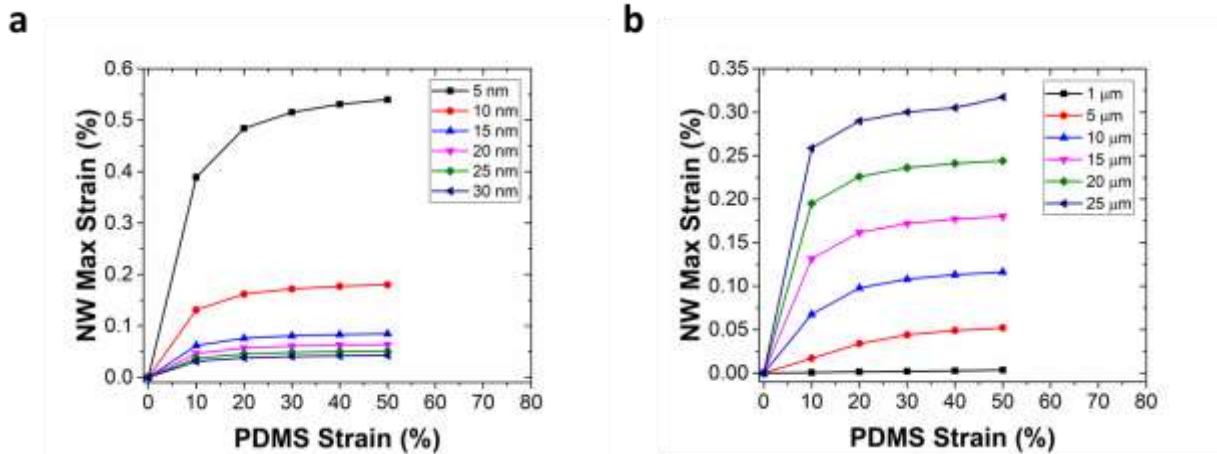 a
NW Max Strain (%)
0.6
0.5
0.4
0.3
0.2
0.1
0.0
5 nm
10 nm
15 nm
20 nm
25 nm
30 nm
0 10 20 30 40 50 60 70 80
PDMS Strain (%)
b
NW Max Strain (%)
0.35
0.30
0.25
0.20
0.15
0.10
0.05
0.00
1 μm
5 μm
10 μm
15 μm
20 μm
25 μm
0 10 20 30 40 50 60 70 80
PDMS Strain (%)